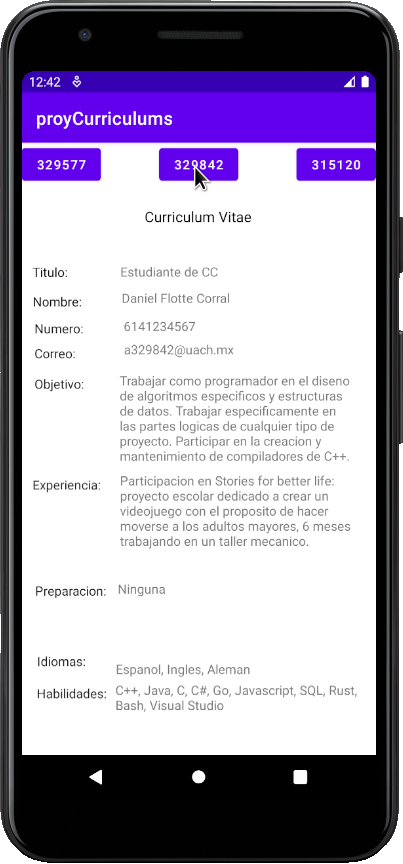 12:42
proyCurriculums
329577 329842 315120
Curriculum Vitae
Titulo: Estudiante de CC
Nombre: Daniel Flotte Corral
Numero: 6141234567
Correo: a329842@uach.mx
Objetivo: Trabajar como programador en el diseno
de algoritmos especificos y estructuras
de datos. Trabajar especificamente en
las partes logicas de cualquier tipo de
proyecto. Participar en la creacion y
mantenimiento de compiladores de C++.
Experiencia: Participacion en Stories for better life:
proyecto escolar dedicado a crear un
videojuego con el proposito de hacer
moverse a los adultos mayores, 6 meses
trabajando en un taller mecanico.
Preparacion: Ninguna
Idiomas: Espanol, Ingles, Aleman
Habilidades: C++, Java, C, C#, Go, Javascript, SQL, Rust,
Bash, Visual Studio